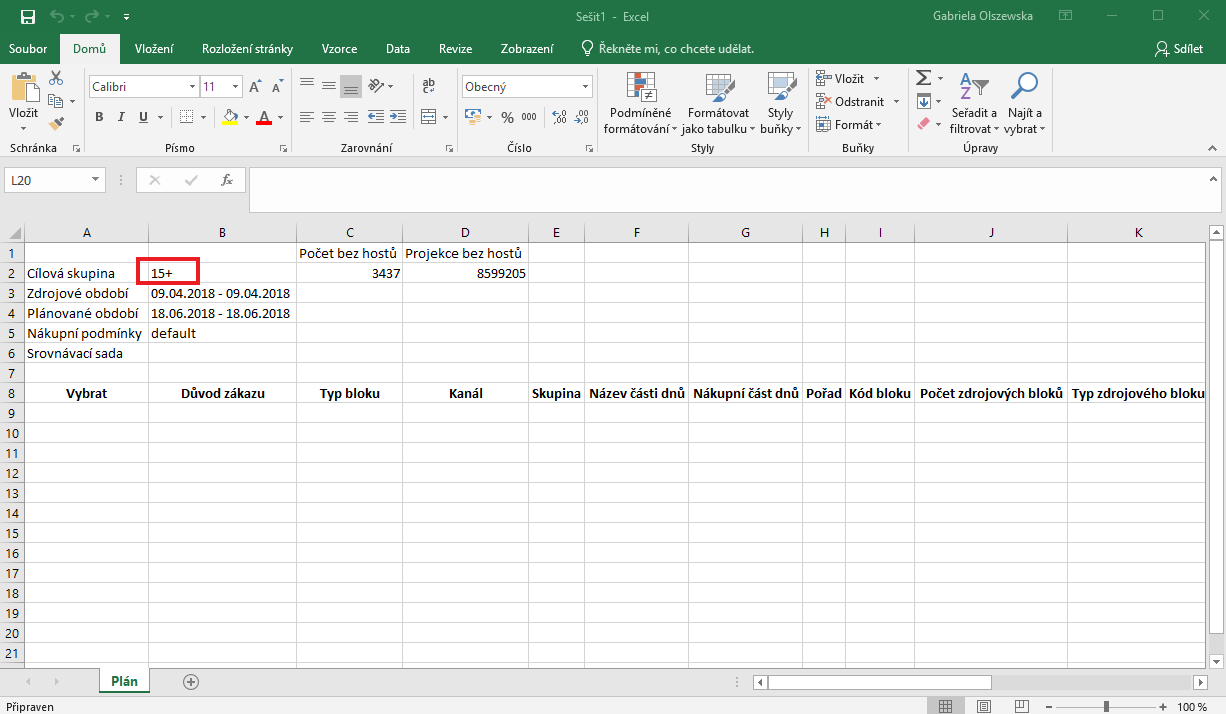 Sešit1 - Excel
Gabriela Olszewska
Soubor Domů Vložení Rozložení stránky Vzorce Data Revize Zobrazení Řekněte mi, co chcete udělat. Sdílet
Vložit
Schránka
Calibri 11
B I U A
Písmo
ab
Zarovnání
Obecný
% 000
,00
Číslo
Podmíněné formátování
Formátovat jako tabulku
Styly buňky
Styly
Vložit
Odstranit
Formát
Buňky
Seřadit a filtrovat
Najít a vybrat
Úpravy
L20 fx
A B C D E F G H I J K
1 Počet bez hostů Projekce bez hostů
2 Cílová skupina 15+ 3437 8599205
3 Zdrojové období 09.04.2018 - 09.04.2018
4 Plánované období 18.06.2018 - 18.06.2018
5 Nákupní podmínky default
6 Srovnávací sada
7
8 Vybrat Důvod zákazu Typ bloku Kanál Skupina Název části dnů Nákupní část dnů Pořad Kód bloku Počet zdrojových bloků Typ zdrojového bloku
9
10
11
12
13
14
15
16
17
18
19
20
21
Plán
Připraven
100 %